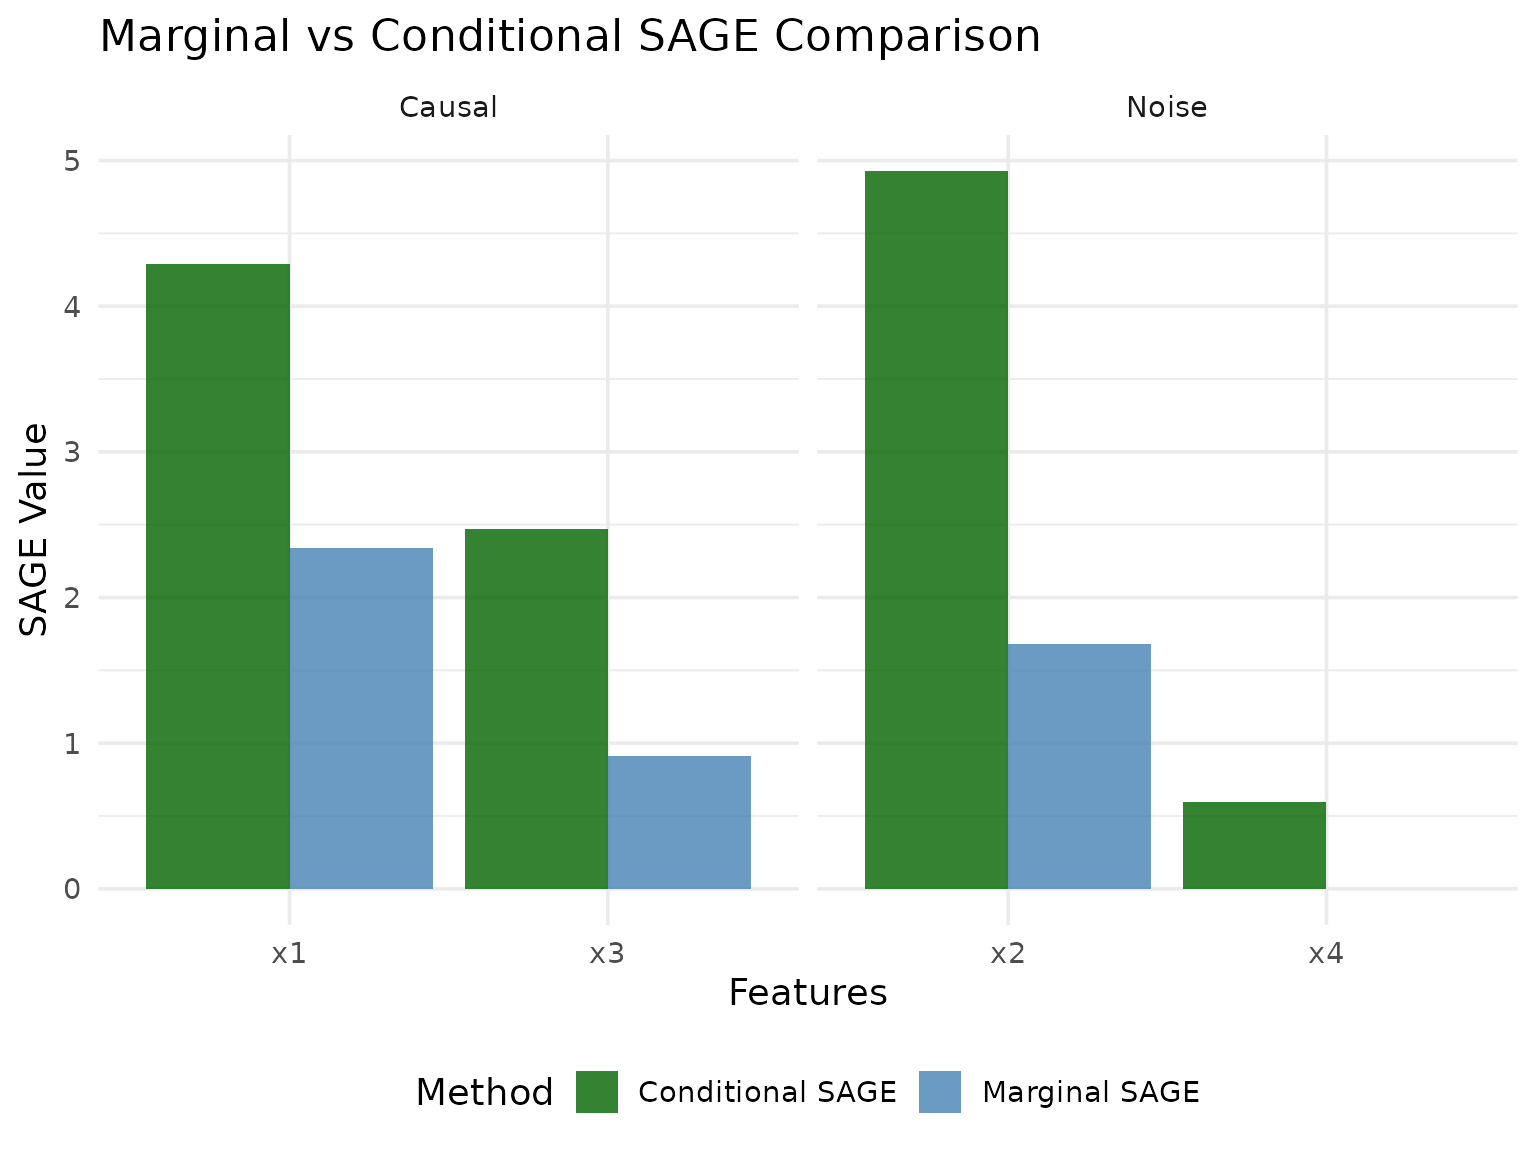 Marginal vs Conditional SAGE Comparison
Causal
Noise
SAGE Value
5
4
3
2
1
0
x1
x3
x2
x4
Features
Method
Conditional SAGE
Marginal SAGE